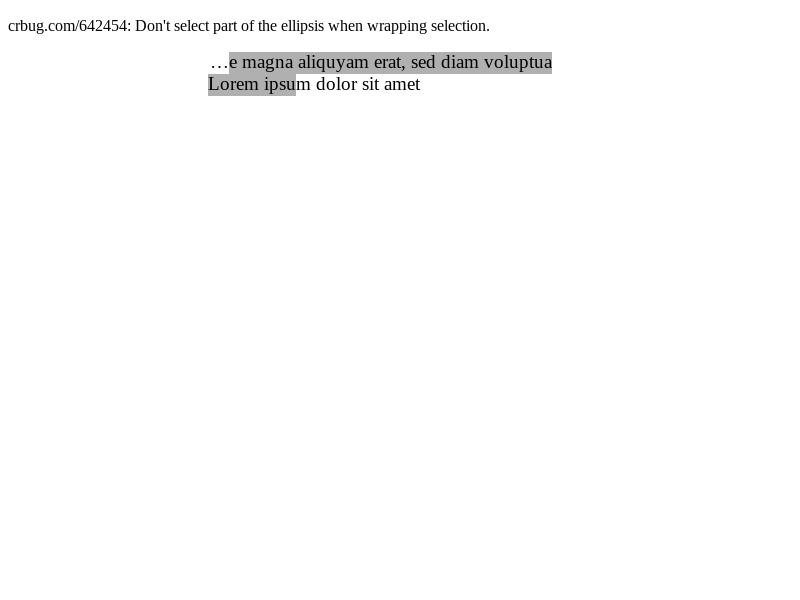 crbug.com/642454: Don't select part of the ellipsis when wrapping selection.
…e magna aliquyam erat, sed diam voluptua
Lorem ipsum dolor sit amet